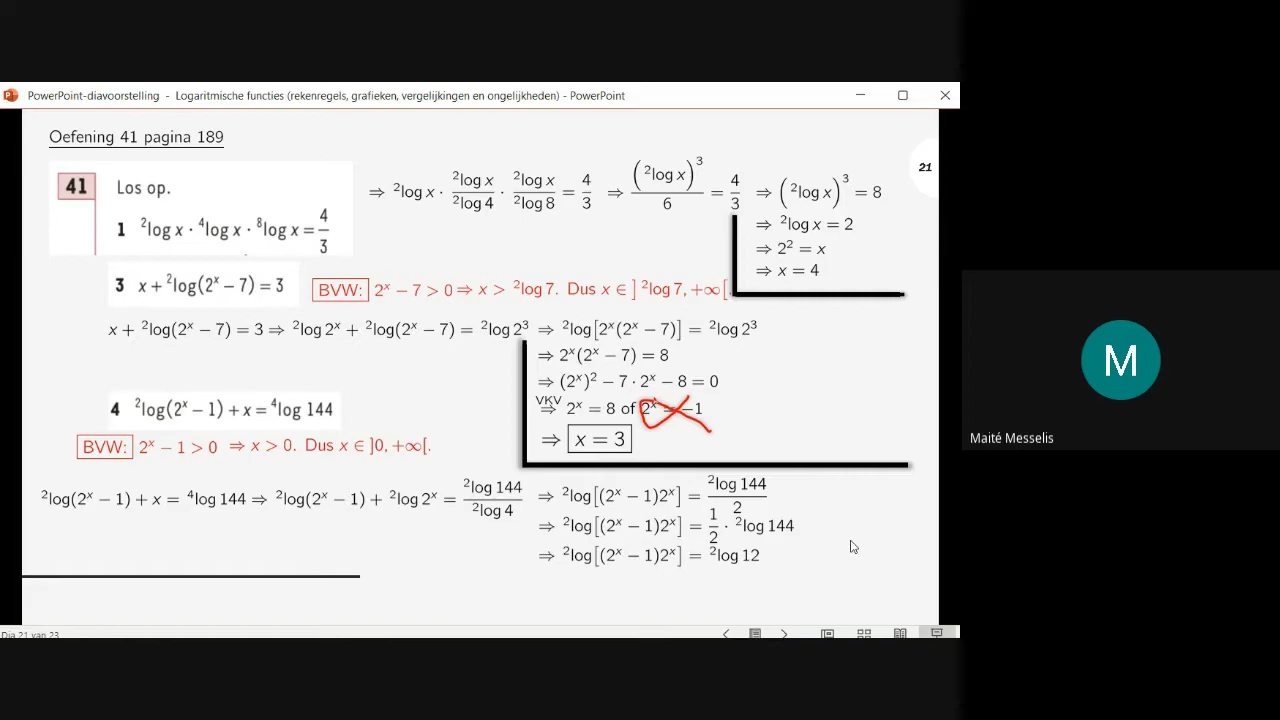 PowerPoint-diavoorstelling - Logaritmische functies (rekenregels, grafieken, vergelijkingen en ongelijkheden) - PowerPoint
Oefening 41 pagina 189
21
41 Los op.
1 ²log x · ⁴log x · ⁸log x = 4/3
⇒ ²log x · ²log x/²log 4 · ²log x/²log 8 = 4/3 ⇒ (²log x)³/6 = 4/3 ⇒ (²log x)³ = 8
⇒ ²log x = 2
⇒ 2² = x
⇒ x = 4
3 x + ²log(2ˣ − 7) = 3
BVW: 2ˣ − 7 > 0 ⇒ x > ²log 7. Dus x ∈ ] ²log 7, +∞[.
x + ²log(2ˣ − 7) = 3 ⇒ ²log 2ˣ + ²log(2ˣ − 7) = ²log 2³ ⇒ ²log[2ˣ(2ˣ − 7)] = ²log 2³
⇒ 2ˣ(2ˣ − 7) = 8
⇒ (2ˣ)² − 7 · 2ˣ − 8 = 0
VKV
⇒ 2ˣ = 8 of 2ˣ = −1
⇒ x = 3
4 ²log(2ˣ − 1) + x = ⁴log 144
BVW: 2ˣ − 1 > 0 ⇒ x > 0. Dus x ∈ ]0, +∞[.
²log(2ˣ − 1) + x = ⁴log 144 ⇒ ²log(2ˣ − 1) + ²log 2ˣ = ²log 144/²log 4 ⇒ ²log[(2ˣ − 1)2ˣ] = ²log 144/2
⇒ ²log[(2ˣ − 1)2ˣ] = 1/2 · ²log 144
⇒ ²log[(2ˣ − 1)2ˣ] = ²log 12
Dia 21 van 23
M
Maité Messelis